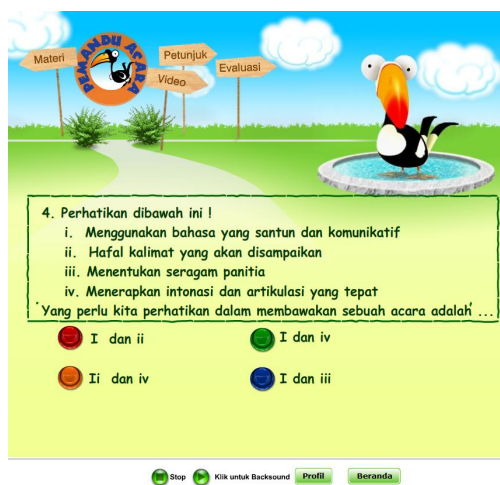 Materi
PEMANDU ACARA
Petunjuk
Video
Evaluasi
4. Perhatikan dibawah ini !
i. Menggunakan bahasa yang santun dan komunikatif
ii. Hafal kalimat yang akan disampaikan
iii. Menentukan seragam panitia
iv. Menerapkan intonasi dan artikulasi yang tepat
Yang perlu kita perhatikan dalam membawakan sebuah acara adalah ...
I dan ii
I dan iv
Ii dan iv
I dan iii
Stop
Klik untuk Backsound
Profil
Beranda